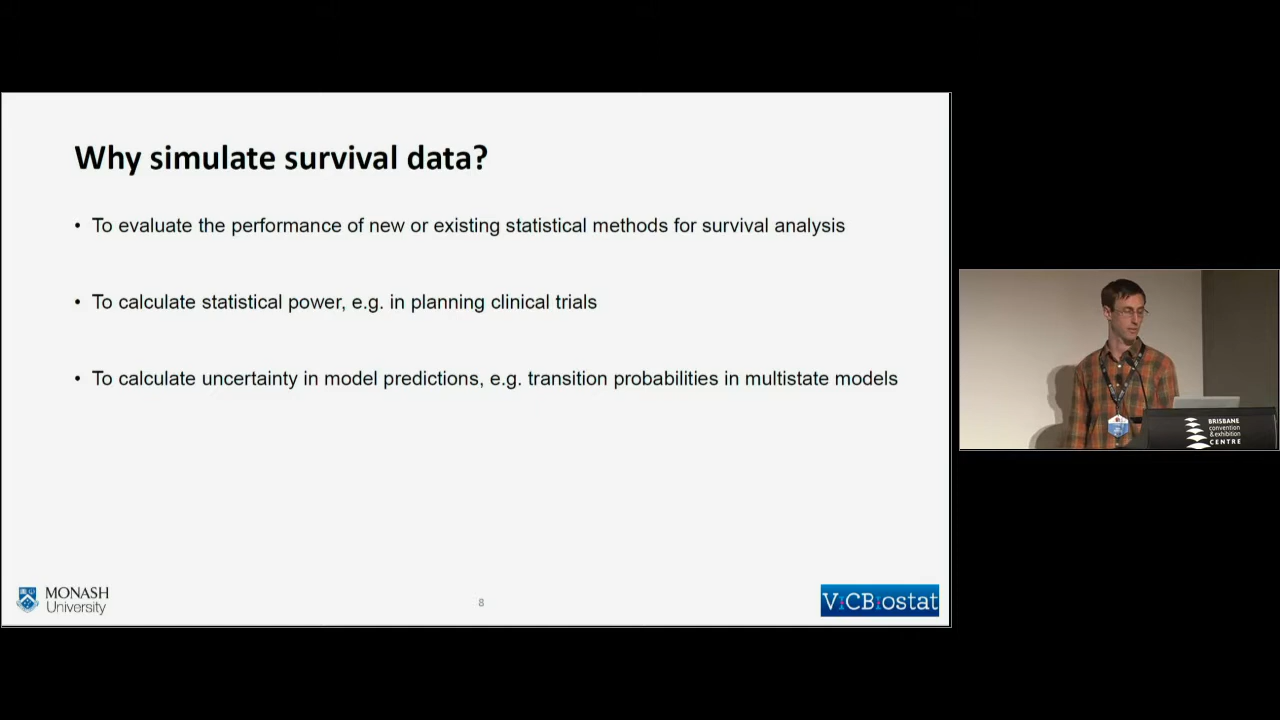 Why simulate survival data?
• To evaluate the performance of new or existing statistical methods for survival analysis
• To calculate statistical power, e.g. in planning clinical trials
• To calculate uncertainty in model predictions, e.g. transition probabilities in multistate models
MONASH
University
8
ViCBiostat
BRISBANE
convention
& exhibition
CENTRE